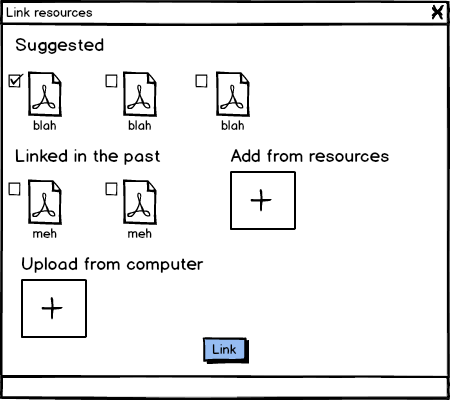 Link resources
Suggested
blah
blah
blah
Linked in the past
Add from resources
meh
meh
Upload from computer
Link